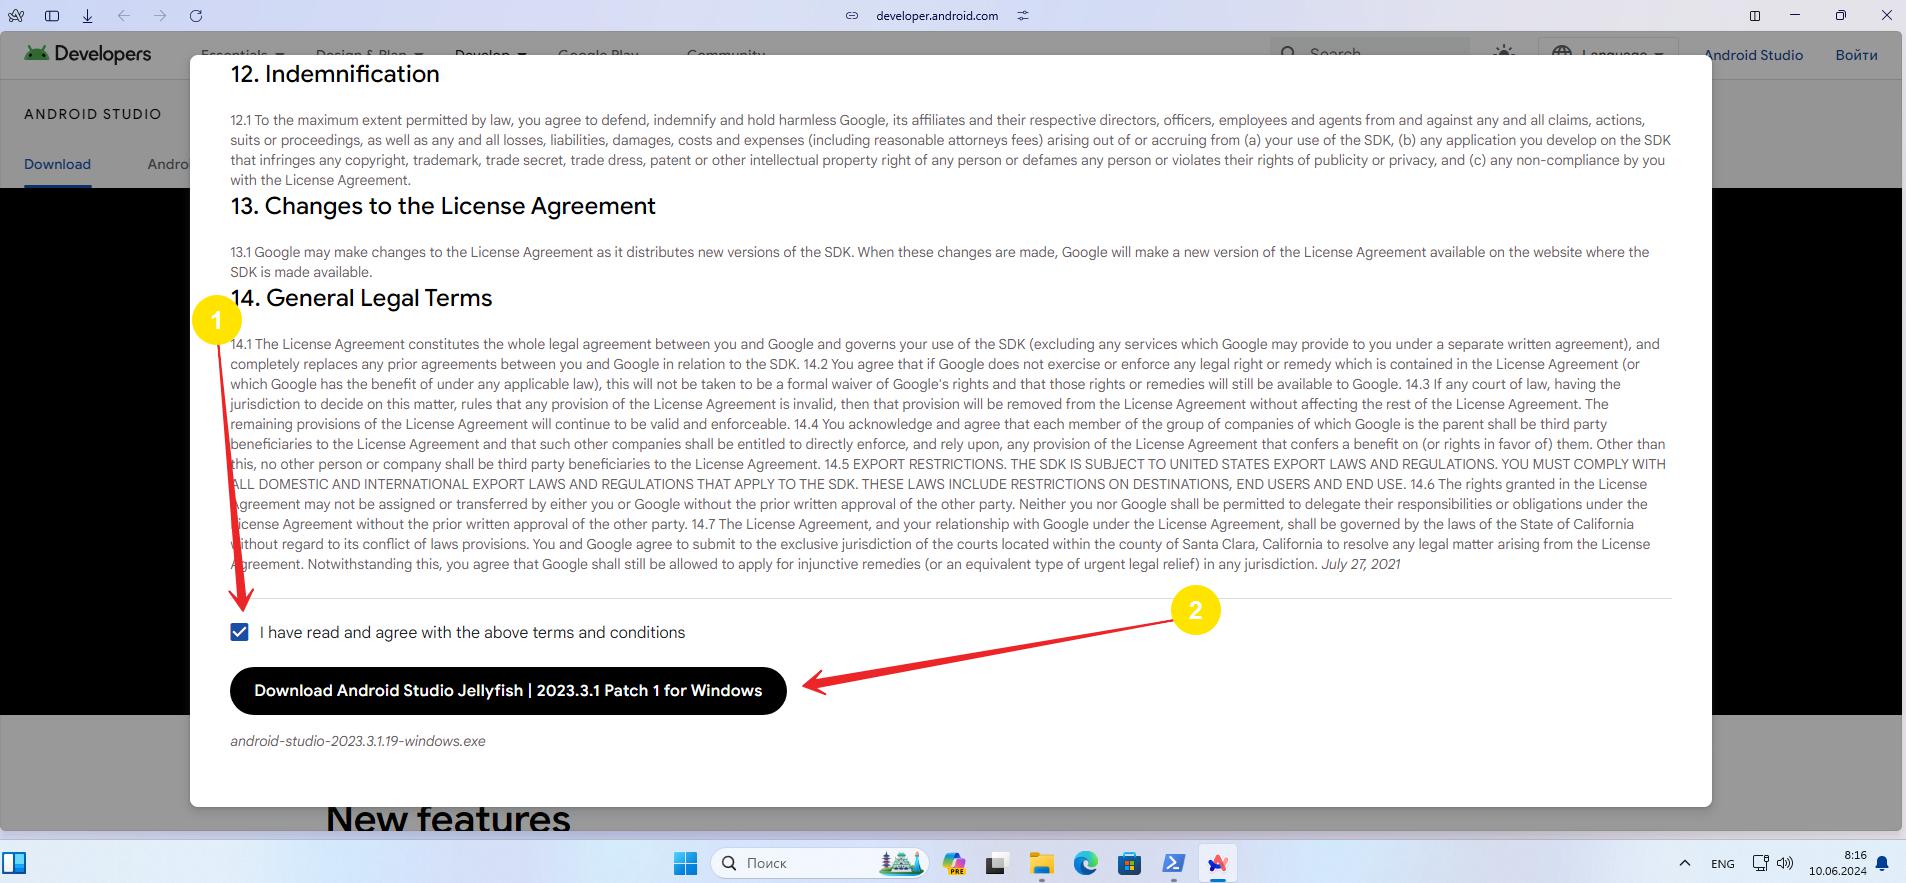 developer.android.com
Developers
Essentials
Design & Plan
Develop
Google Play
Community
Search
Language
Android Studio
Войти
ANDROID STUDIO
Download
Andro
12. Indemnification
12.1 To the maximum extent permitted by law, you agree to defend, indemnify and hold harmless Google, its affiliates and their respective directors, officers, employees and agents from and against any and all claims, actions,
suits or proceedings, as well as any and all losses, liabilities, damages, costs and expenses (including reasonable attorneys fees) arising out of or accruing from (a) your use of the SDK, (b) any application you develop on the SDK
that infringes any copyright, trademark, trade secret, trade dress, patent or other intellectual property right of any person or defames any person or violates their rights of publicity or privacy, and (c) any non-compliance by you
with the License Agreement.
13. Changes to the License Agreement
13.1 Google may make changes to the License Agreement as it distributes new versions of the SDK. When these changes are made, Google will make a new version of the License Agreement available on the website where the
SDK is made available.
14. General Legal Terms
1
14.1 The License Agreement constitutes the whole legal agreement between you and Google and governs your use of the SDK (excluding any services which Google may provide to you under a separate written agreement), and
completely replaces any prior agreements between you and Google in relation to the SDK. 14.2 You agree that if Google does not exercise or enforce any legal right or remedy which is contained in the License Agreement (or
which Google has the benefit of under any applicable law), this will not be taken to be a formal waiver of Google's rights and that those rights or remedies will still be available to Google. 14.3 If any court of law, having the
jurisdiction to decide on this matter, rules that any provision of the License Agreement is invalid, then that provision will be removed from the License Agreement without affecting the rest of the License Agreement. The
remaining provisions of the License Agreement will continue to be valid and enforceable. 14.4 You acknowledge and agree that each member of the group of companies of which Google is the parent shall be third party
beneficiaries to the License Agreement and that such other companies shall be entitled to directly enforce, and rely upon, any provision of the License Agreement that confers a benefit on (or rights in favor of) them. Other than
this, no other person or company shall be third party beneficiaries to the License Agreement. 14.5 EXPORT RESTRICTIONS. THE SDK IS SUBJECT TO UNITED STATES EXPORT LAWS AND REGULATIONS. YOU MUST COMPLY WITH
ALL DOMESTIC AND INTERNATIONAL EXPORT LAWS AND REGULATIONS THAT APPLY TO THE SDK. THESE LAWS INCLUDE RESTRICTIONS ON DESTINATIONS, END USERS AND END USE. 14.6 The rights granted in the License
Agreement may not be assigned or transferred by either you or Google without the prior written approval of the other party. Neither you nor Google shall be permitted to delegate their responsibilities or obligations under the
License Agreement without the prior written approval of the other party. 14.7 The License Agreement, and your relationship with Google under the License Agreement, shall be governed by the laws of the State of California
without regard to its conflict of laws provisions. You and Google agree to submit to the exclusive jurisdiction of the courts located within the county of Santa Clara, California to resolve any legal matter arising from the License
Agreement. Notwithstanding this, you agree that Google shall still be allowed to apply for injunctive remedies (or an equivalent type of urgent legal relief) in any jurisdiction. July 27, 2021
2
I have read and agree with the above terms and conditions
Download Android Studio Jellyfish | 2023.3.1 Patch 1 for Windows
android-studio-2023.3.1.19-windows.exe
New features
Поиск
PRE
ENG
8:16
10.06.2024